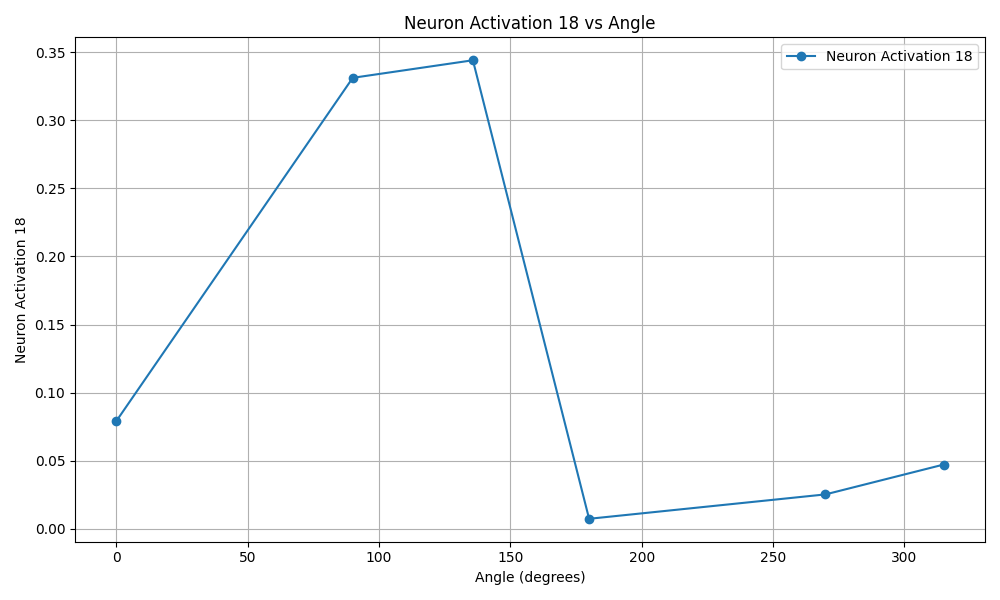 Neuron Activation 18 vs Angle
Neuron Activation 18
0.35
0.30
0.25
0.20
0.15
0.10
0.05
0.00
Neuron Activation 18
0 50 100 150 200 250 300
Angle (degrees)